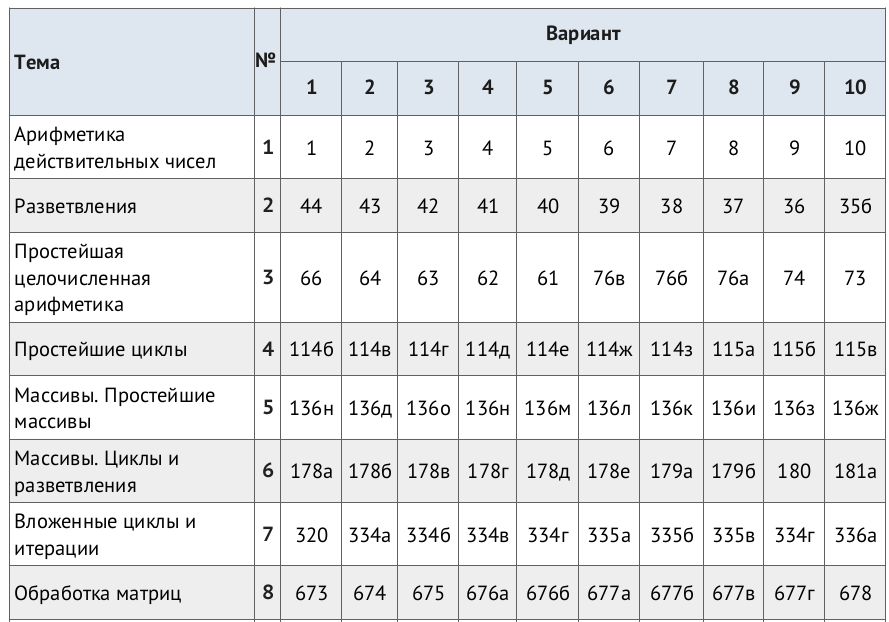 Тема № Вариант
1 2 3 4 5 6 7 8 9 10
Арифметика
действительных чисел 1 1 2 3 4 5 6 7 8 9 10
Разветвления 2 44 43 42 41 40 39 38 37 36 35б
Простейшая
целочисленная
арифметика 3 66 64 63 62 61 76в 76б 76а 74 73
Простейшие циклы 4 114б 114в 114г 114д 114е 114ж 114з 115а 115б 115в
Массивы. Простейшие
массивы 5 136н 136д 136о 136н 136м 136л 136к 136и 136з 136ж
Массивы. Циклы и
разветвления 6 178а 178б 178в 178г 178д 178е 179а 179б 180 181а
Вложенные циклы и
итерации 7 320 334а 334б 334в 334г 335а 335б 335в 334г 336а
Обработка матриц 8 673 674 675 676а 676б 677а 677б 677в 677г 678